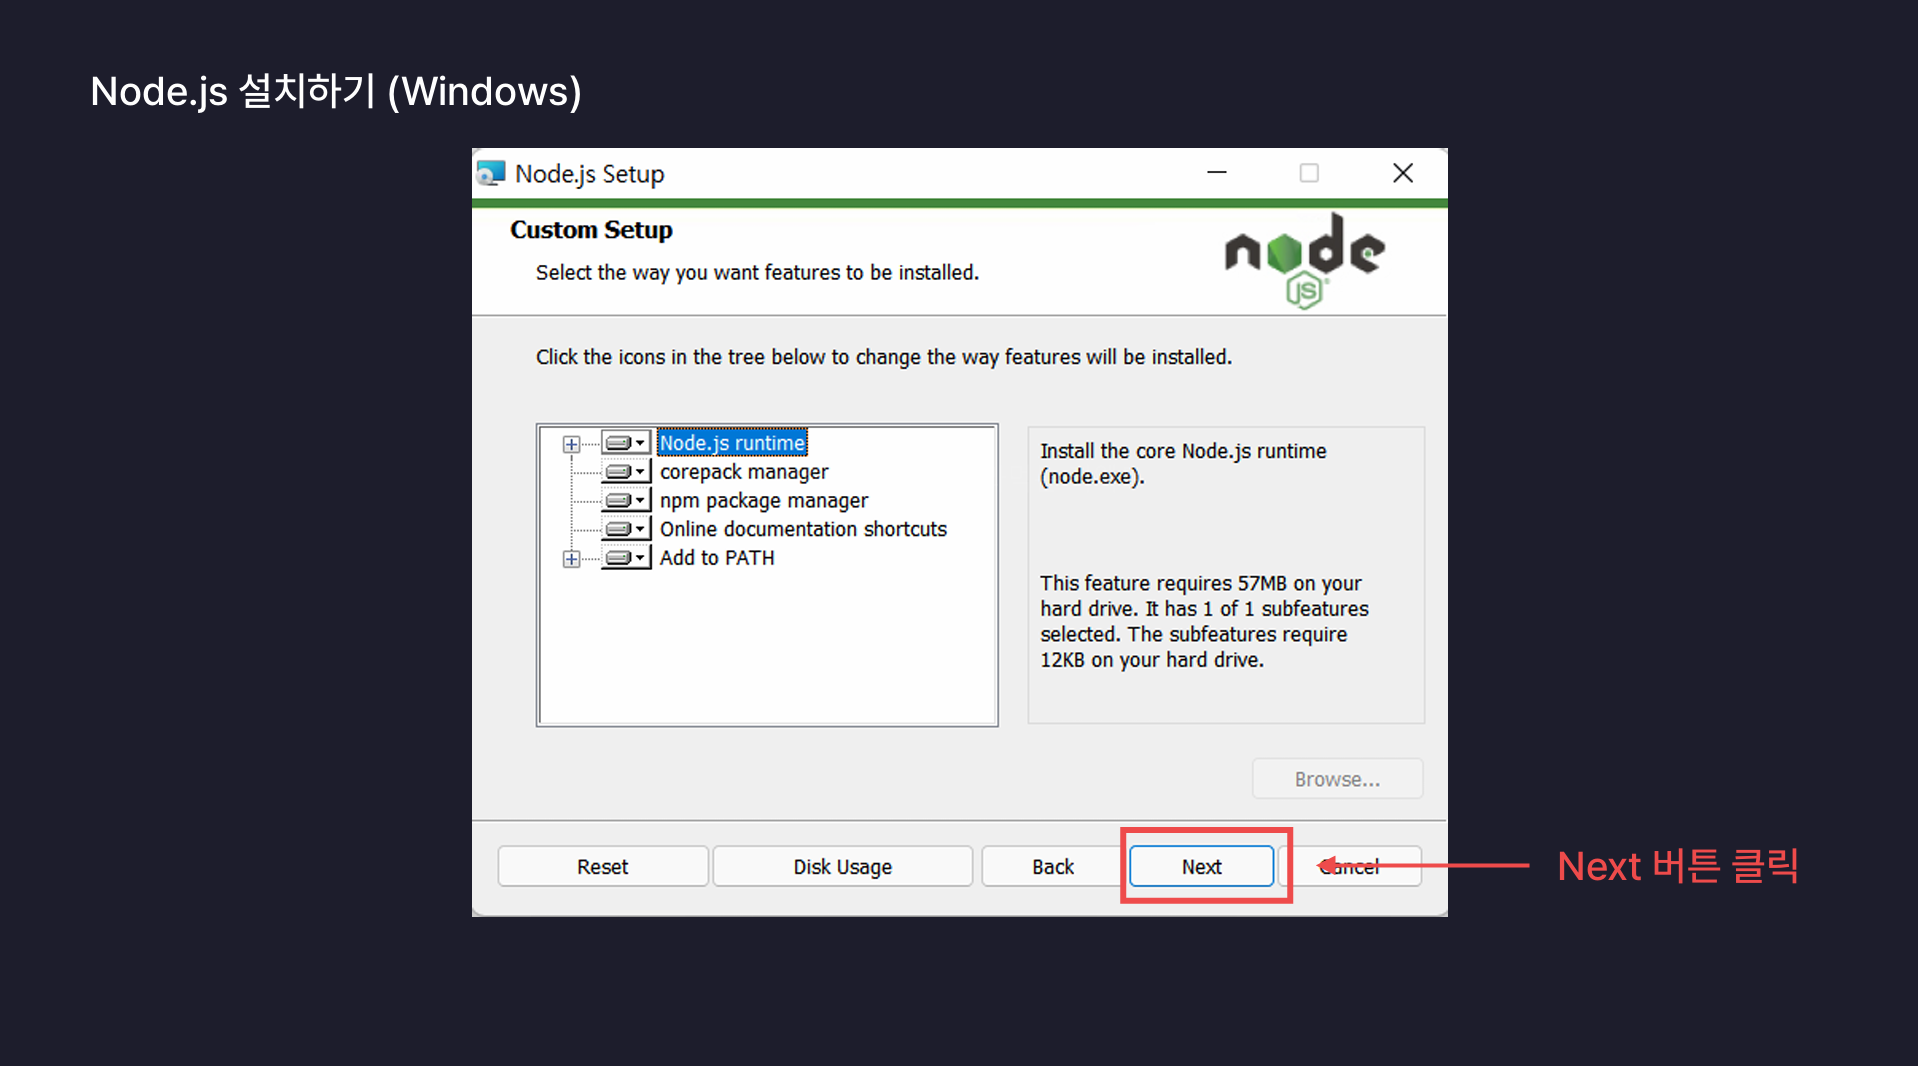 Node.js 설치하기 (Windows)
Node.js Setup
Custom Setup
Select the way you want features to be installed.
node
JS
Click the icons in the tree below to change the way features will be installed.
Node.js runtime
corepack manager
npm package manager
Online documentation shortcuts
Add to PATH
Install the core Node.js runtime
(node.exe).
This feature requires 57MB on your
hard drive. It has 1 of 1 subfeatures
selected. The subfeatures require
12KB on your hard drive.
Browse...
Reset
Disk Usage
Back
Next
Cancel
Next 버튼 클릭